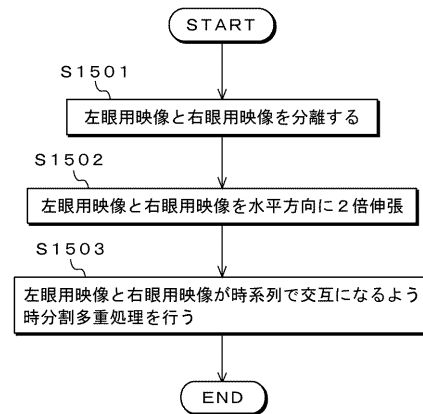 START
S1501
左眼用映像と右眼用映像を分離する
S1502
左眼用映像と右眼用映像を水平方向に2倍伸張
S1503
左眼用映像と右眼用映像が時系列で交互になるよう
時分割多重処理を行う
END